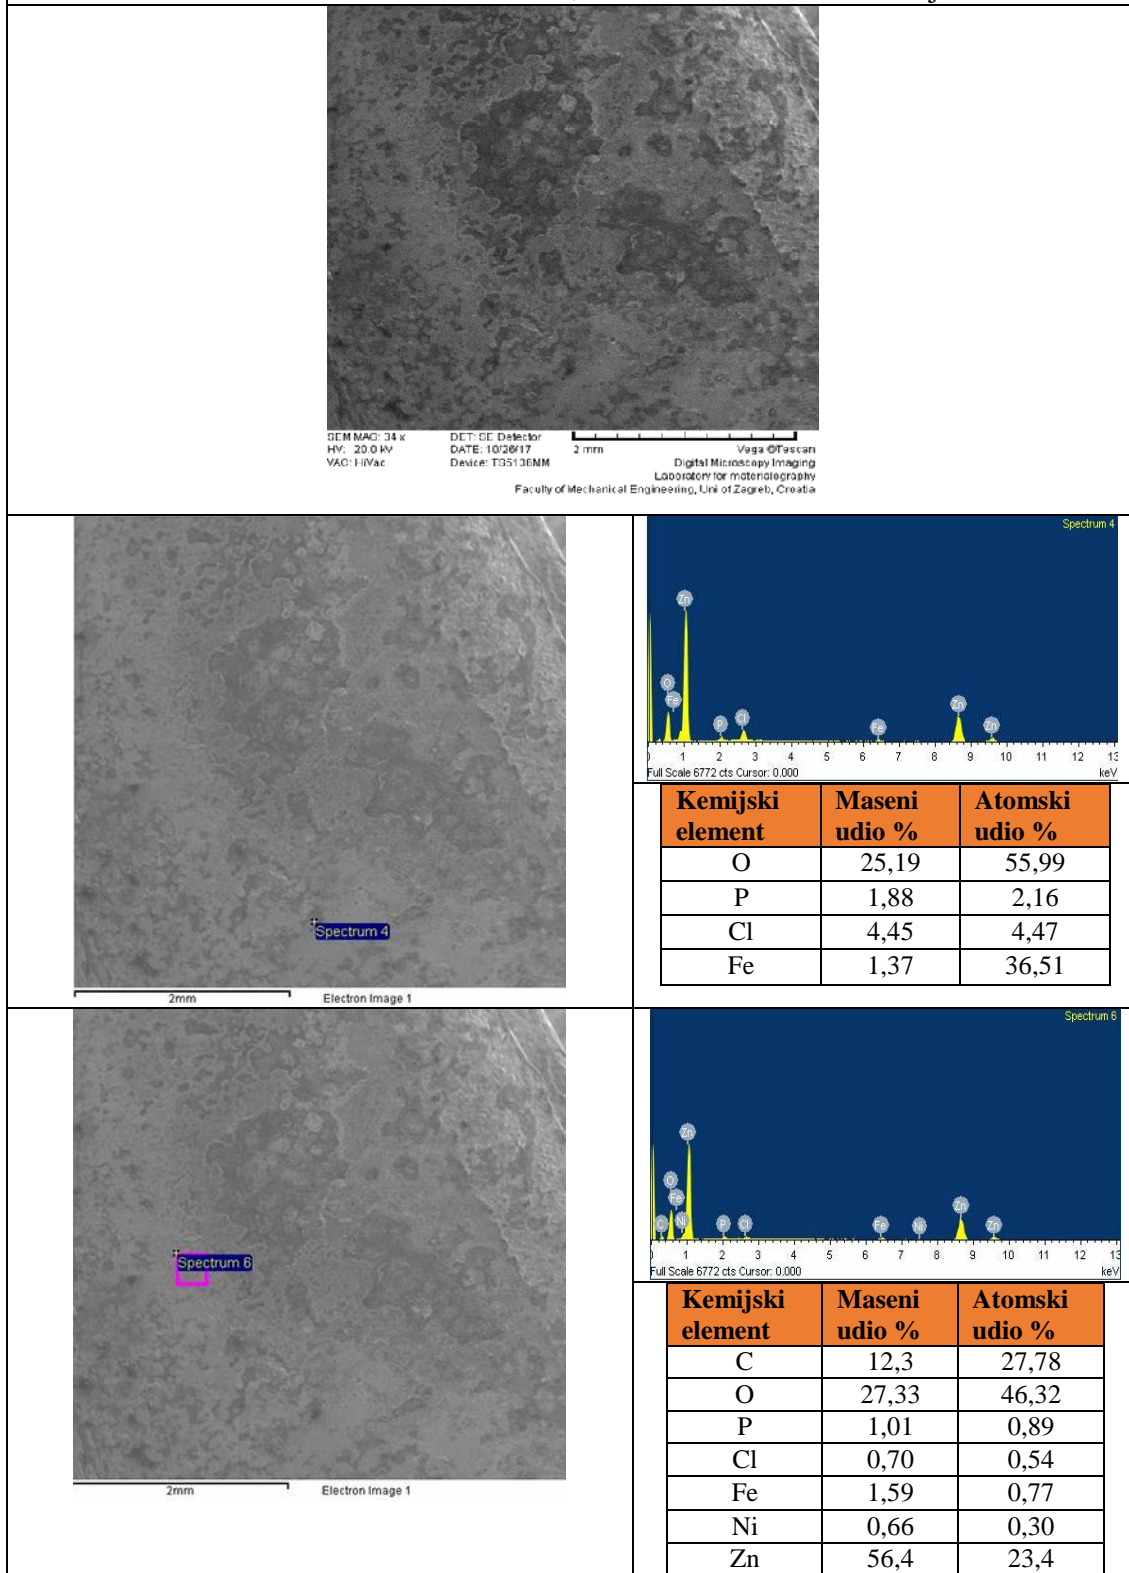 SEM MAG: 34 x
DET: SE Detector
HV: 20.0 kV
DATE: 10/26/17
2 mm
Vega ©Tescan
VAC: HiVac
Device: TS5136MM
Digital Microscopy Imaging
Laboratory for materialography
Faculty of Mechanical Engineering, Uni of Zagreb, Croatia
Spectrum 4
2mm
Electron Image 1
Spectrum 4
Zn
O
Fe
P
Cl
Fe
Zn
Zn
0 1 2 3 4 5 6 7 8 9 10 11 12 13
Full Scale 6772 cts Cursor: 0.000
keV
Kemijski element Maseni udio % Atomski udio %
O 25,19 55,99
P 1,88 2,16
Cl 4,45 4,47
Fe 1,37 36,51
Spectrum 6
2mm
Electron Image 1
Spectrum 6
Zn
O
Fe
C
Ni
P
Cl
Fe
Ni
Zn
Zn
0 1 2 3 4 5 6 7 8 9 10 11 12 13
Full Scale 6772 cts Cursor: 0.000
keV
Kemijski element Maseni udio % Atomski udio %
C 12,3 27,78
O 27,33 46,32
P 1,01 0,89
Cl 0,70 0,54
Fe 1,59 0,77
Ni 0,66 0,30
Zn 56,4 23,4